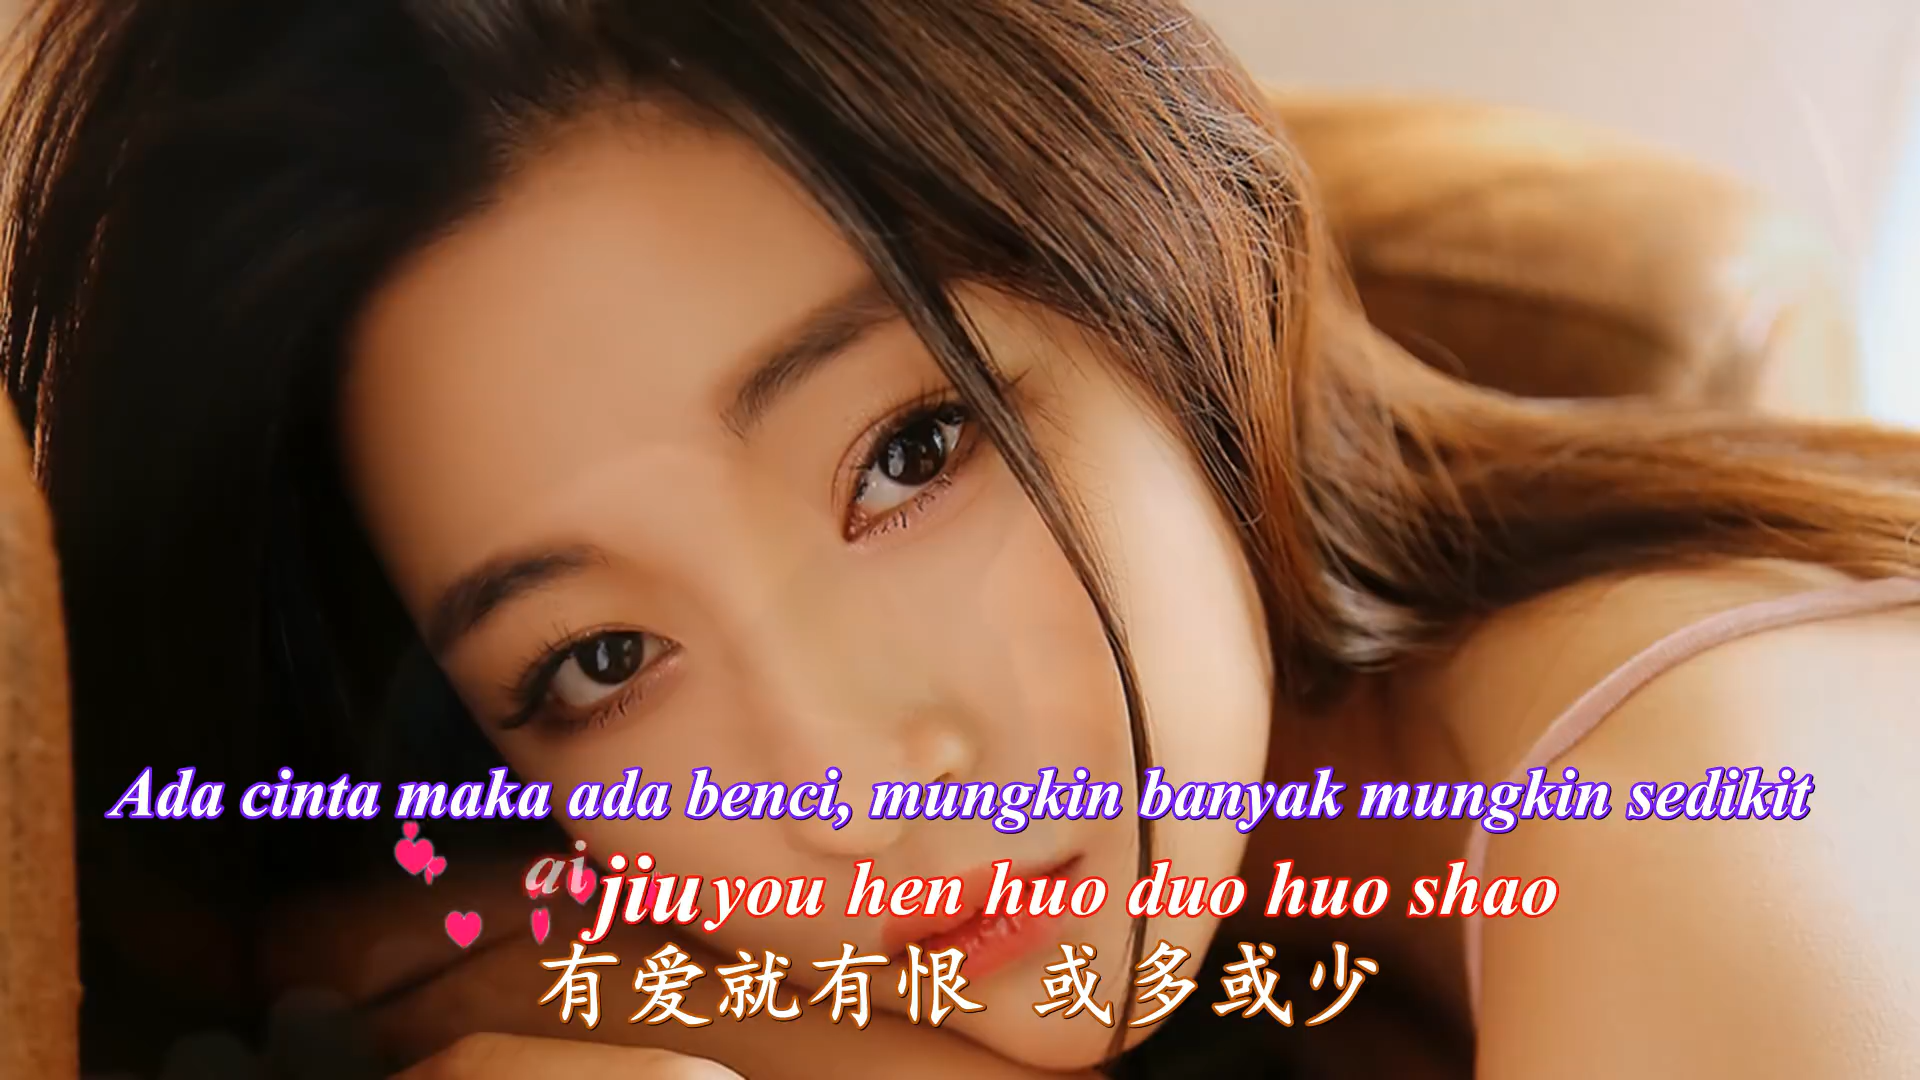 Ada cinta maka ada benci, mungkin banyak mungkin sedikit
ai jiu you hen huo duo huo shao
有爱就有恨 或多或少